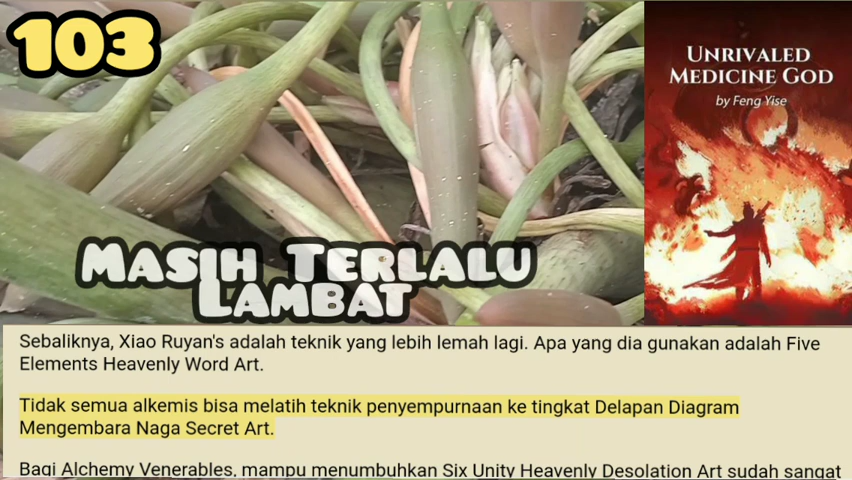 103
UNRIVALED
MEDICINE GOD
by Feng Yise
MASIH TERLALU
LAMBAT
Sebaliknya, Xiao Ruyan's adalah teknik yang lebih lemah lagi. Apa yang dia gunakan adalah Five
Elements Heavenly Word Art.
Tidak semua alkemis bisa melatih teknik penyempurnaan ke tingkat Delapan Diagram
Mengembara Naga Secret Art.
Bagi Alchemy Venerables, mampu menumbuhkan Six Unity Heavenly Desolation Art sudah sangat